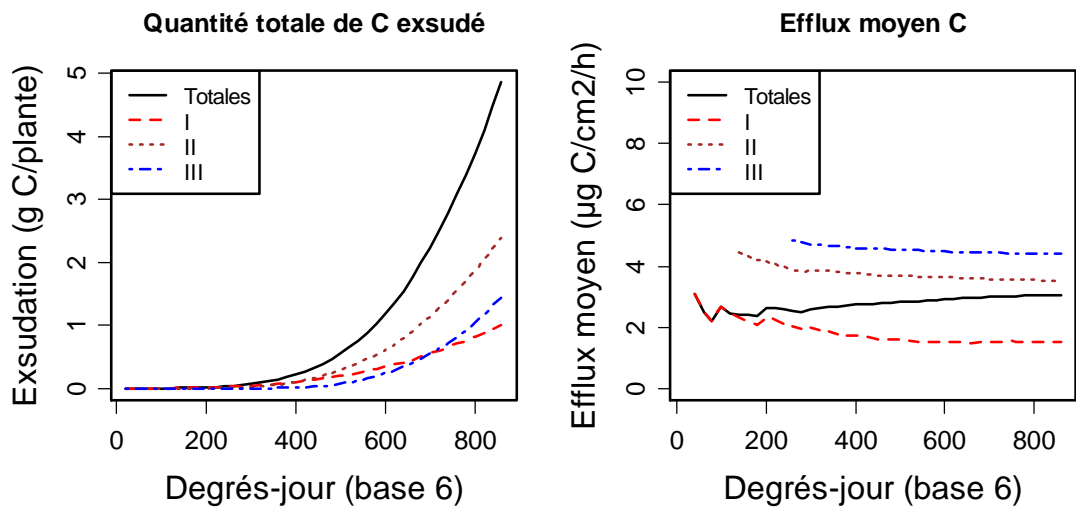 Quantité totale de C exsudé
Exsudation (g C/plante)
5
4
3
2
1
0
Totales
I
II
III
0 200 400 600 800
Degrés-jour (base 6)
Efflux moyen C
Efflux moyen (µg C/cm2/h)
10
8
6
4
2
0
Totales
I
II
III
0 200 400 600 800
Degrés-jour (base 6)